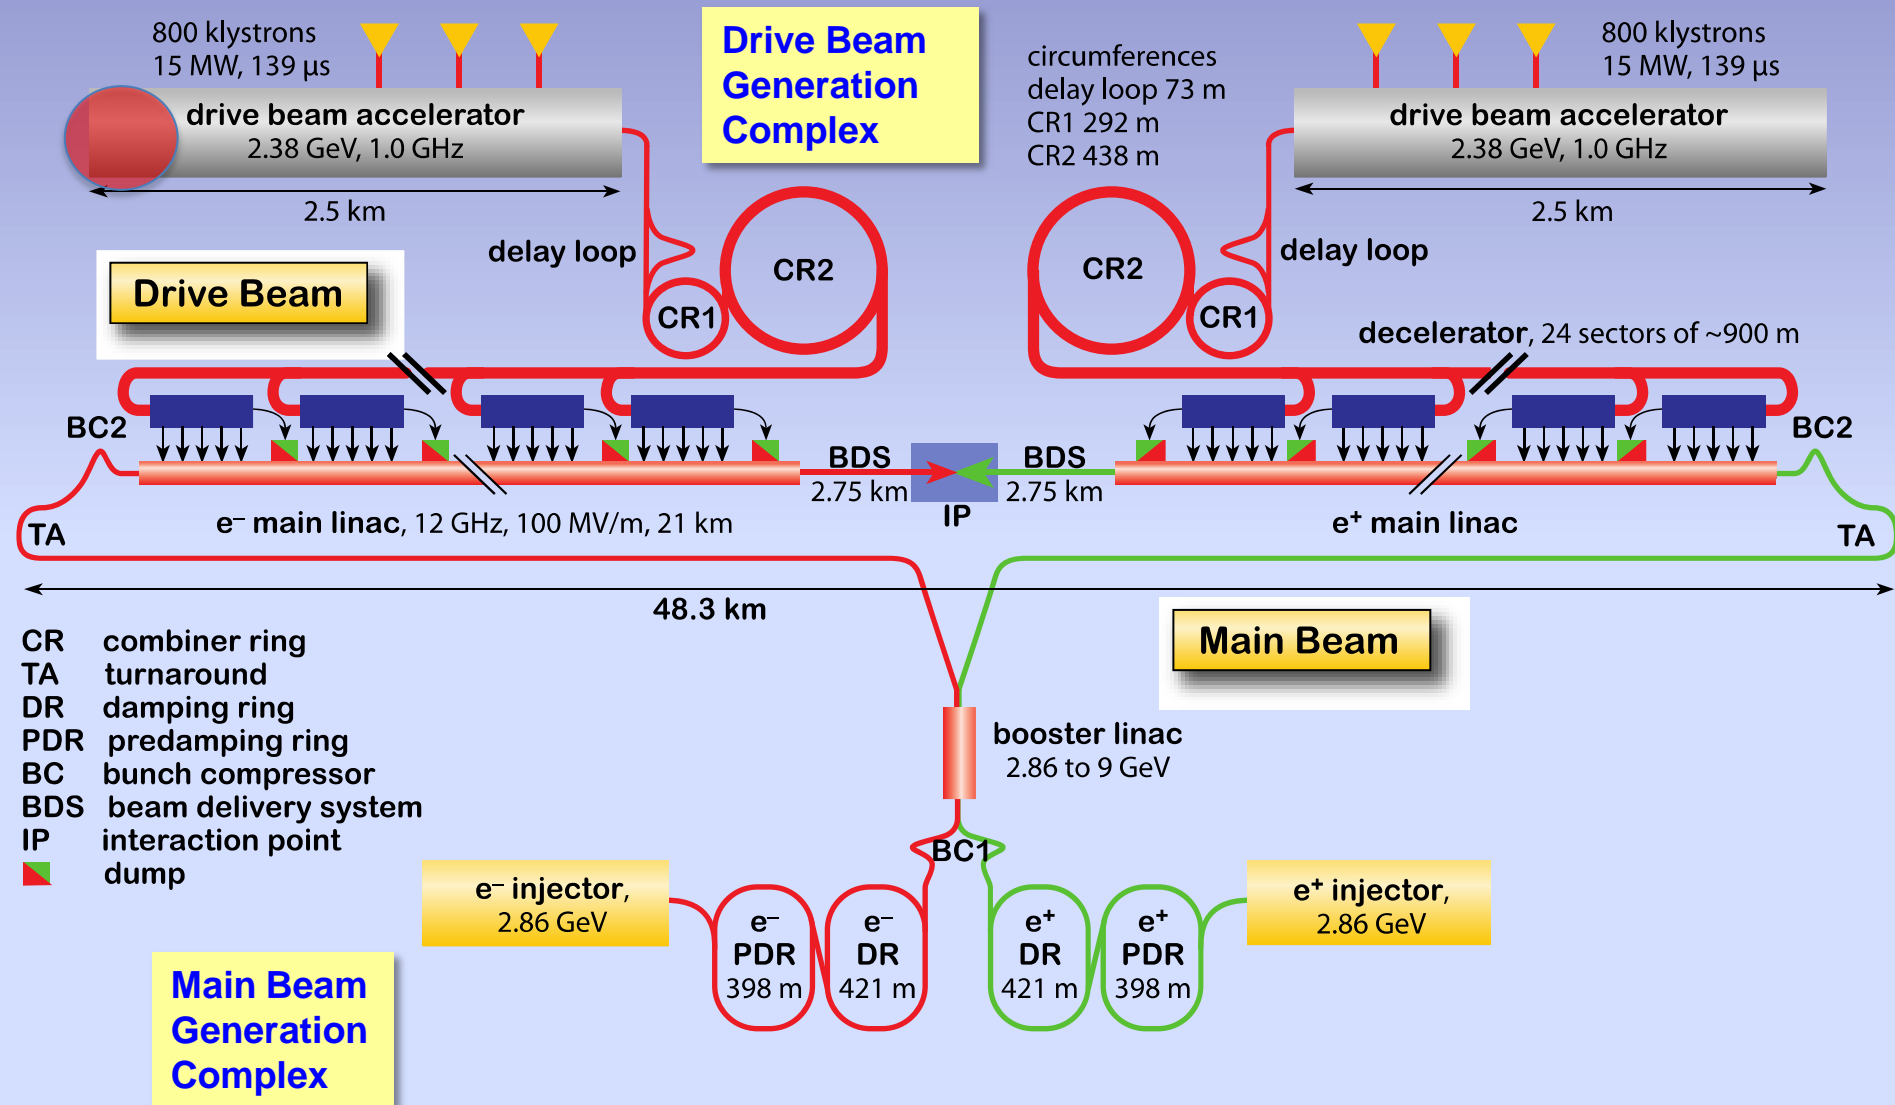 800 klystrons
15 MW, 139 µs
drive beam accelerator
2.38 GeV, 1.0 GHz
2.5 km
Drive Beam
Generation
Complex
circumferences
delay loop 73 m
CR1 292 m
CR2 438 m
800 klystrons
15 MW, 139 µs
drive beam accelerator
2.38 GeV, 1.0 GHz
2.5 km
delay loop
CR1
CR2
CR2
CR1
delay loop
Drive Beam
decelerator, 24 sectors of ~900 m
BC2
BDS
2.75 km
IP
BDS
2.75 km
BC2
TA
e– main linac, 12 GHz, 100 MV/m, 21 km
e+ main linac
TA
48.3 km
CR combiner ring
TA turnaround
DR damping ring
PDR predamping ring
BC bunch compressor
BDS beam delivery system
IP interaction point
dump
Main Beam
booster linac
2.86 to 9 GeV
BC1
e– injector,
2.86 GeV
e–
PDR
398 m
e–
DR
421 m
e+
DR
421 m
e+
PDR
398 m
e+ injector,
2.86 GeV
Main Beam
Generation
Complex